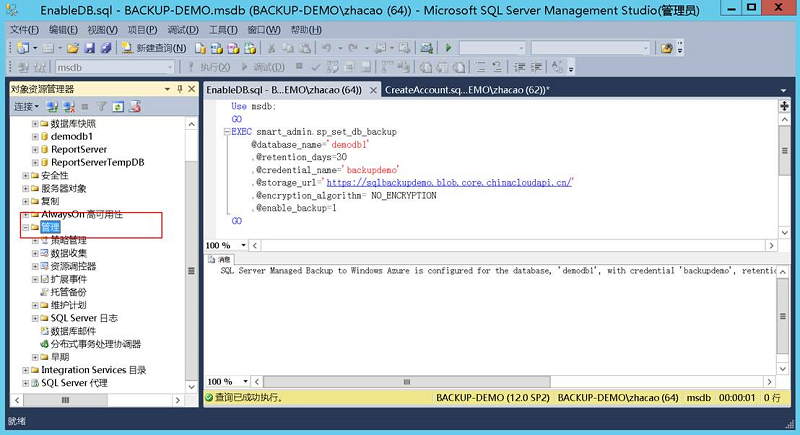 EnableDB.sql - BACKUP-DEMO.msdb (BACKUP-DEMO\zhacao (64)) - Microsoft SQL Server Management Studio(管理员)
文件(F) 编辑(E) 视图(V) 项目(P) 调试(D) 工具(T) 窗口(W) 帮助(H)
新建查询(N)
msdb 执行(X) 调试(D)
对象资源管理器
连接
数据库快照
demodb1
ReportServer
ReportServerTempDB
安全性
服务器对象
复制
AlwaysOn 高可用性
管理
策略管理
数据收集
资源调控器
扩展事件
托管备份
维护计划
SQL Server 日志
数据库邮件
分布式事务处理协调器
早期
Integration Services 目录
SQL Server 代理
EnableDB.sql - B...EMO\zhacao (64))
CreateAccount.sq...EMO\zhacao (62))*
Use msdb;
GO
EXEC smart_admin.sp_set_db_backup
@database_name='demodb1'
,@retention_days=30
,@credential_name='backupdemo'
,@storage_url='https://sqlbackupdemo.blob.core.chinacloudapi.cn/'
,@encryption_algorithm= NO_ENCRYPTION
,@enable_backup=1
GO
100 %
消息
SQL Server Managed Backup to Windows Azure is configured for the database, 'demodb1', with credential 'backupdemo', retentio
100 %
查询已成功执行。 BACKUP-DEMO (12.0 SP2) BACKUP-DEMO\zhacao (64) msdb 00:00:01 0 行
就绪